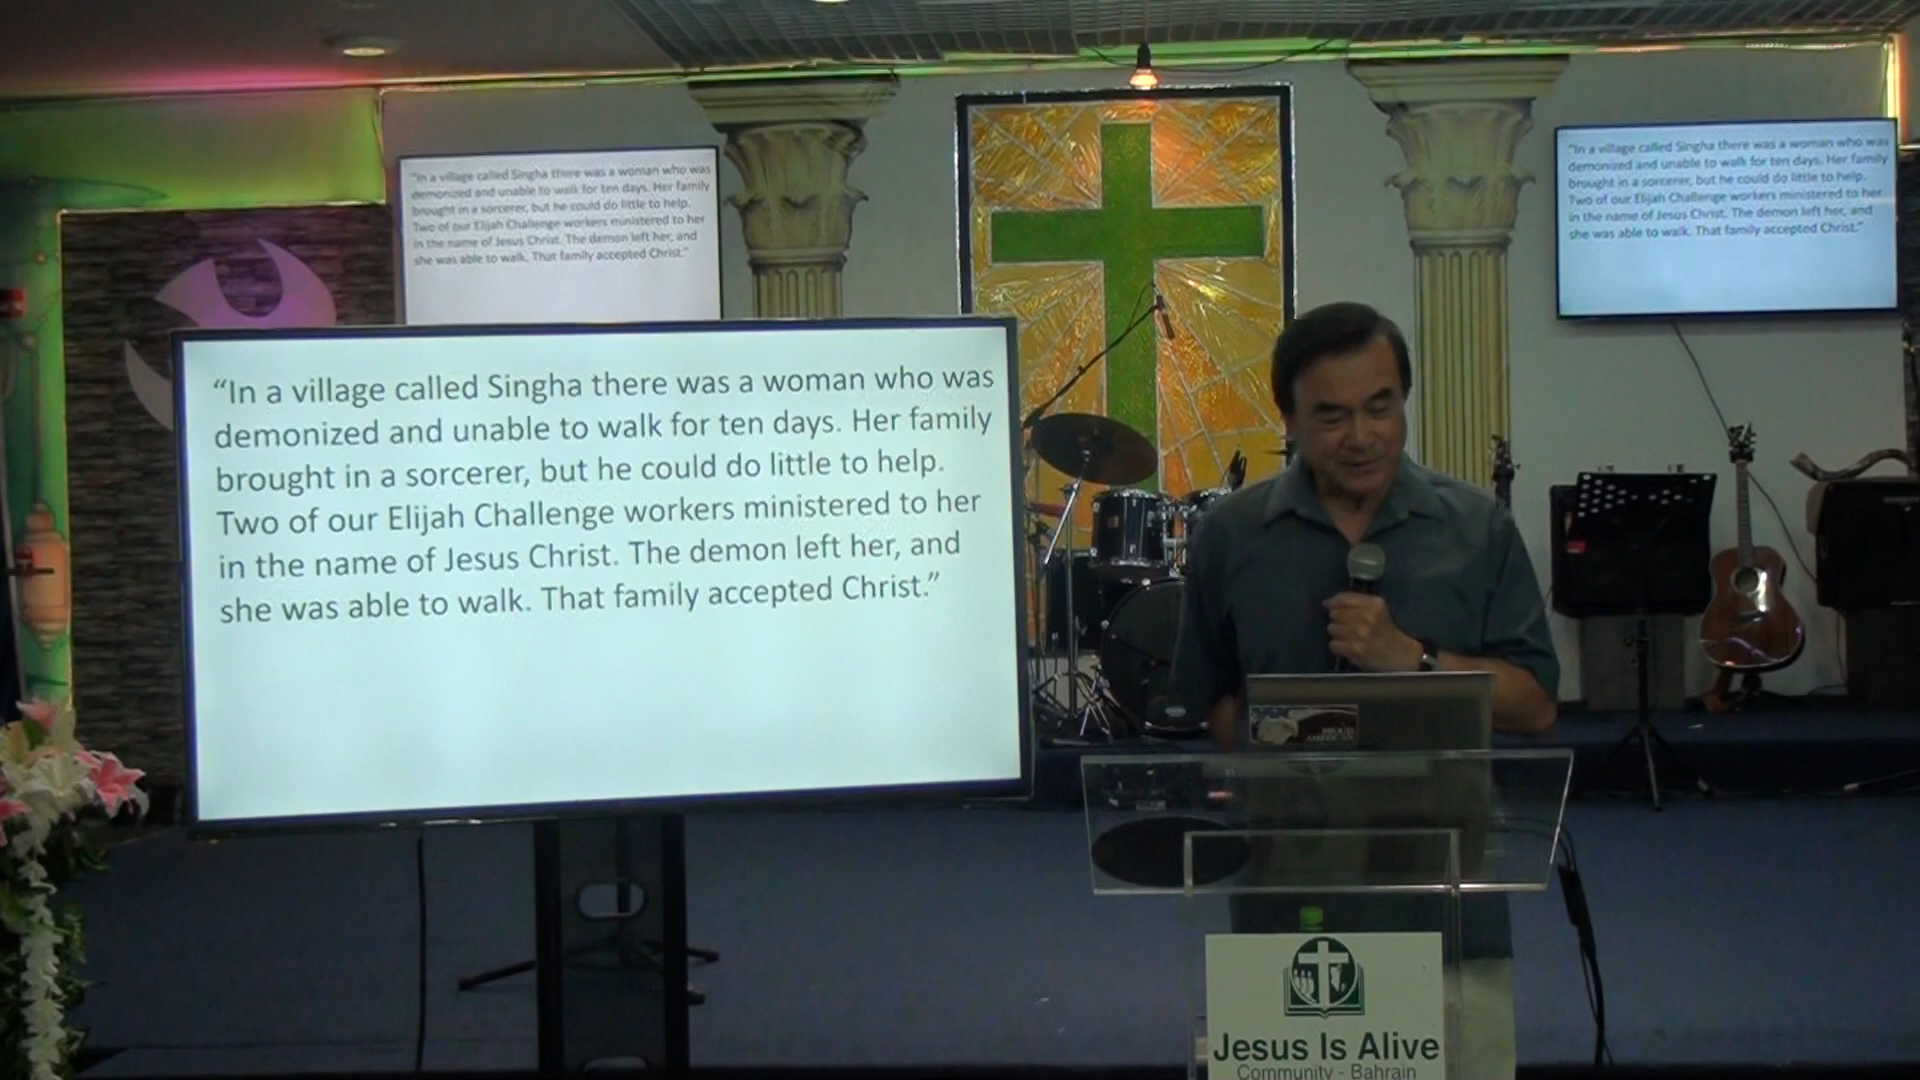 "In a village called Singha there was a woman who was
demonized and unable to walk for ten days. Her family
brought in a sorcerer, but he could do little to help.
Two of our Elijah Challenge workers ministered to her
in the name of Jesus Christ. The demon left her, and
she was able to walk. That family accepted Christ."
"In a village called Singha there was a woman who was
demonized and unable to walk for ten days. Her family
brought in a sorcerer, but he could do little to help.
Two of our Elijah Challenge workers ministered to her
in the name of Jesus Christ. The demon left her, and
she was able to walk. That family accepted Christ."
“In a village called Singha there was a woman who was
demonized and unable to walk for ten days. Her family
brought in a sorcerer, but he could do little to help.
Two of our Elijah Challenge workers ministered to her
in the name of Jesus Christ. The demon left her, and
she was able to walk. That family accepted Christ.”
PROUD
AMERICAN
Jesus Is Alive
Community - Bahrain